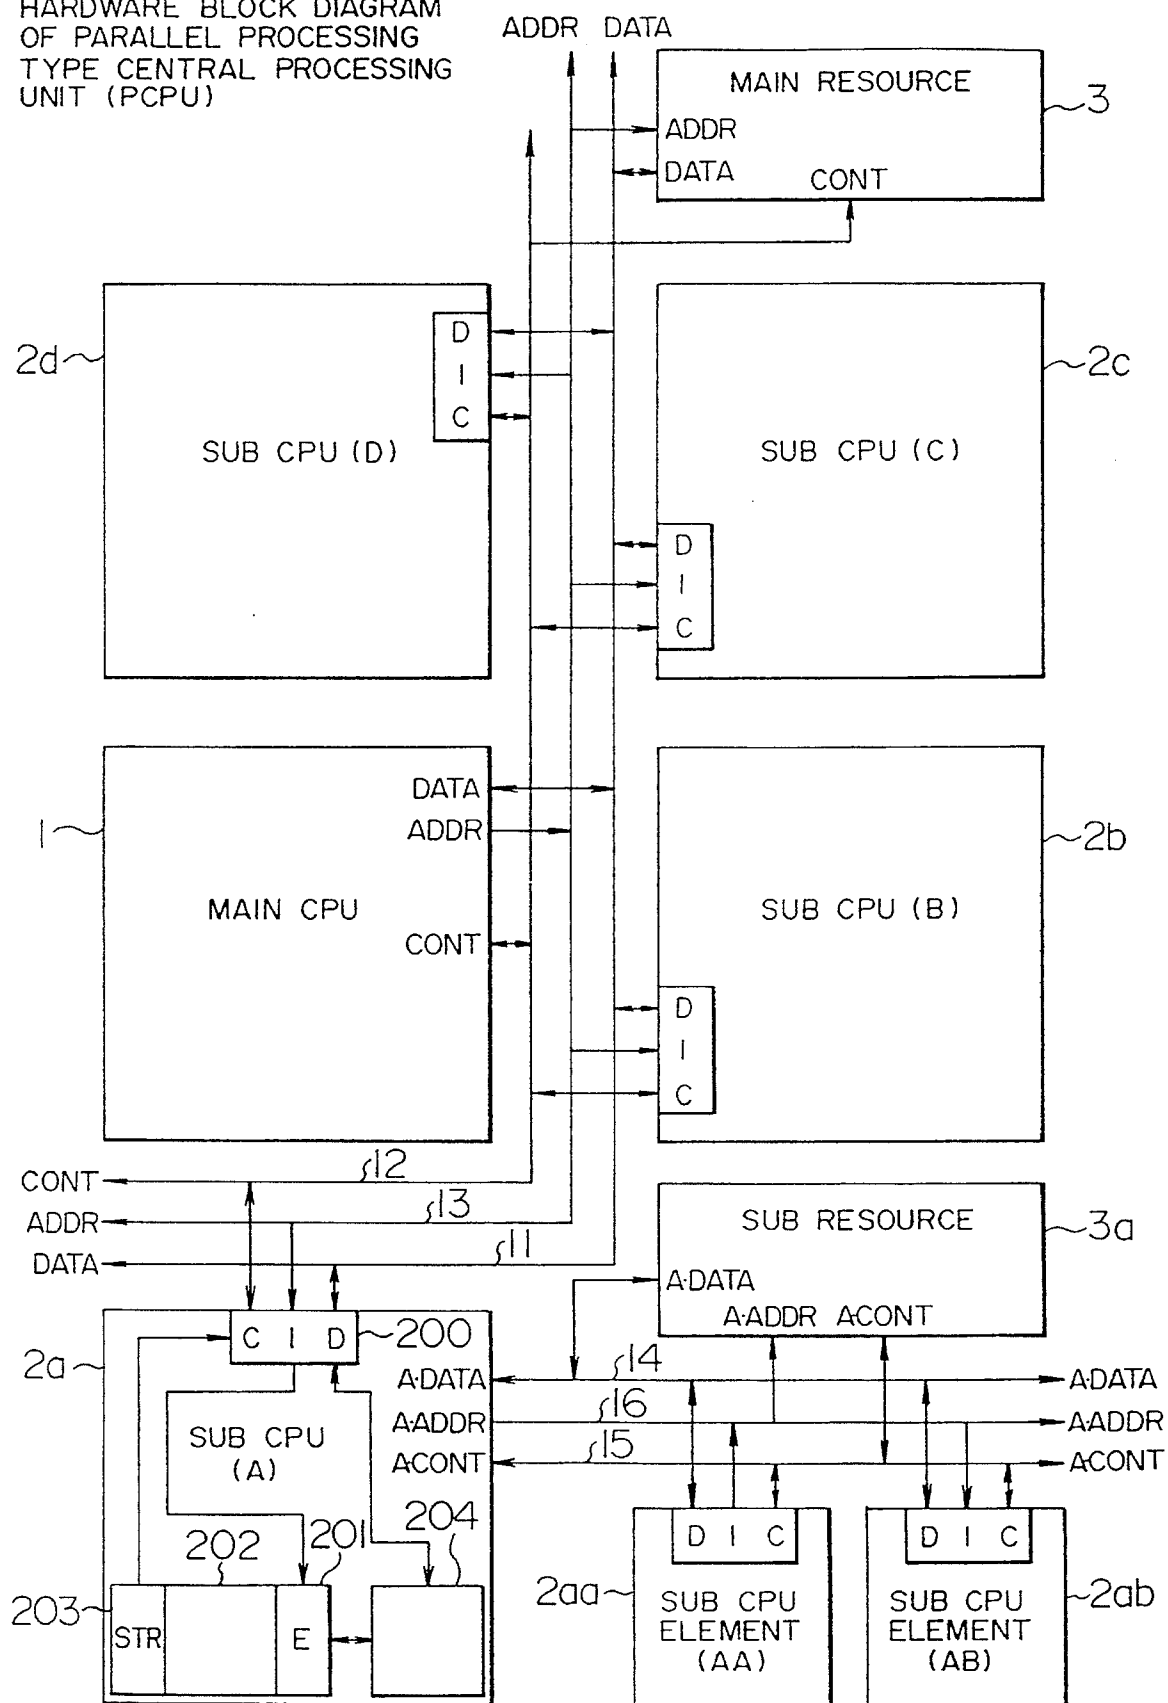 HARDWARE BLOCK DIAGRAM
OF PARALLEL PROCESSING
TYPE CENTRAL PROCESSING
UNIT (PCPU)
ADDR DATA
MAIN RESOURCE
3
ADDR
DATA
CONT
2d
D
I
C
SUB CPU (D)
2c
SUB CPU (C)
D
I
C
1
DATA
ADDR
MAIN CPU
CONT
2b
SUB CPU (B)
D
I
C
CONT
12
ADDR
13
DATA
11
SUB RESOURCE
3a
A·DATA
A·ADDR A·CONT
2a
C I D
200
A·DATA
14
A·DATA
A·ADDR
16
A·ADDR
SUB CPU
(A)
A·CONT
15
A·CONT
202
201
204
203
STR
E
D I C
D I C
2aa
SUB CPU
ELEMENT
(AA)
SUB CPU
ELEMENT
(AB)
2ab